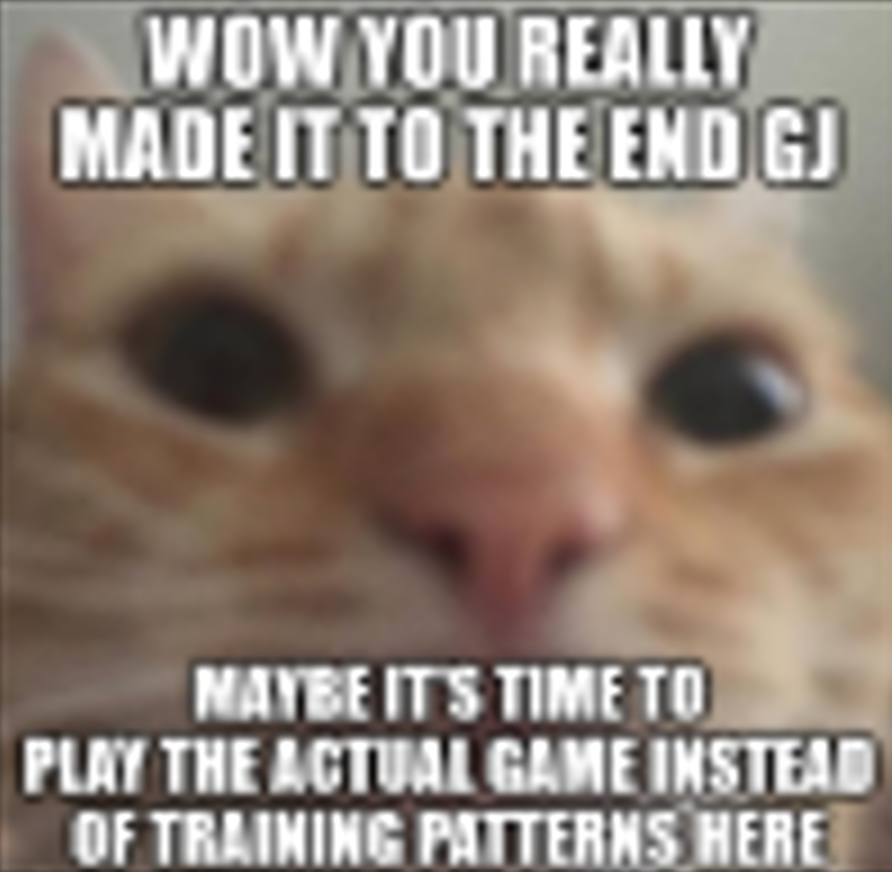 WOW YOU REALLY
MADE IT TO THE END GJ
MAYBE IT'S TIME TO
PLAY THE ACTUAL GAME INSTEAD
OF TRAINING PATTERNS HERE